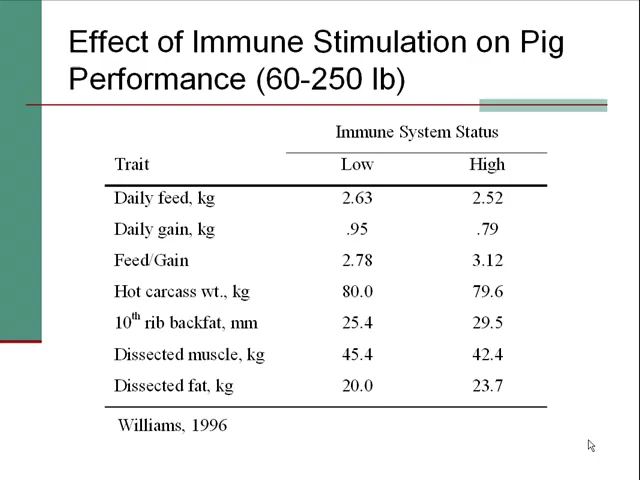 Effect of Immune Stimulation on Pig
Performance (60-250 lb)
Immune System Status
Trait Low High
Daily feed, kg 2.63 2.52
Daily gain, kg .95 .79
Feed/Gain 2.78 3.12
Hot carcass wt., kg 80.0 79.6
10th rib backfat, mm 25.4 29.5
Dissected muscle, kg 45.4 42.4
Dissected fat, kg 20.0 23.7
Williams, 1996